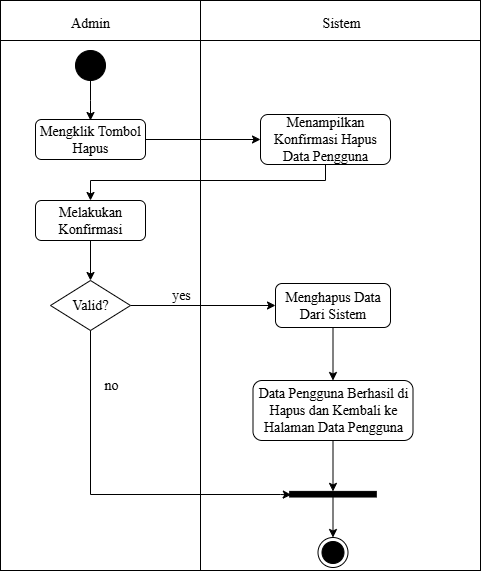 Admin
Sistem
Mengklik Tombol
Hapus
Menampilkan
Konfirmasi Hapus
Data Pengguna
Melakukan
Konfirmasi
Valid?
yes
Menghapus Data
Dari Sistem
no
Data Pengguna Berhasil di
Hapus dan Kembali ke
Halaman Data Pengguna